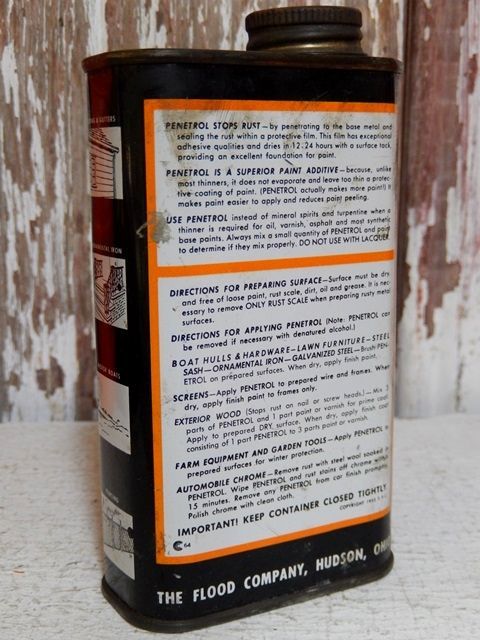 PENETROL STOPS RUST—by penetrating to the base metal and
sealing the rust within a protective film. This film has exceptional
adhesive qualities and dries in 12-24 hours with a surface tack,
providing an excellent foundation for paint.
PENETROL IS A SUPERIOR PAINT ADDITIVE—because, unlike
most thinners, it does not evaporate and leave too thin a protec-
tive coating of paint. (PENETROL actually makes more paint!) It
makes paint easier to apply and reduces paint peeling.
USE PENETROL instead of mineral spirits and turpentine when a
thinner is required for oil, varnish, asphalt and most synthetic
base paints. Always mix a small quantity of PENETROL and paint
to determine if they mix properly. DO NOT USE WITH LACQUER.
DIRECTIONS FOR PREPARING SURFACE—Surface must be dry
and free of loose paint, rust scale, dirt, oil and grease. It is nec-
essary to remove ONLY RUST SCALE when preparing rusty metal
surfaces.
DIRECTIONS FOR APPLYING PENETROL (Note: PENETROL can
be removed if necessary with denatured alcohol.)
BOAT HULLS & HARDWARE—LAWN FURNITURE—STEEL
SASH—ORNAMENTAL IRON—GALVANIZED STEEL—Brush PEN-
ETROL on prepared surfaces. When dry, apply finish paint.
SCREENS—Apply PENETROL to prepared wire and frames. When
dry, apply finish paint to frames only.
EXTERIOR WOOD (Stops rust on nail or screw heads.)—Mix 3
parts of PENETROL and 1 part paint or varnish for prime coat.
Apply to prepared DRY surface. When dry, apply finish coat
consisting of 1 part PENETROL to 3 parts paint or varnish.
FARM EQUIPMENT AND GARDEN TOOLS—Apply PENETROL to
prepared surfaces for winter protection.
AUTOMOBILE CHROME—Remove rust with steel wool soaked in
PENETROL. Wipe PENETROL and rust stains off chrome within
15 minutes. Remove any PENETROL from car finish promptly.
Polish chrome with clean cloth.
IMPORTANT! KEEP CONTAINER CLOSED TIGHTLY
COPYRIGHT
C 64
THE FLOOD COMPANY, HUDSON, OHI
& GUTTERS
IRON
BOATS